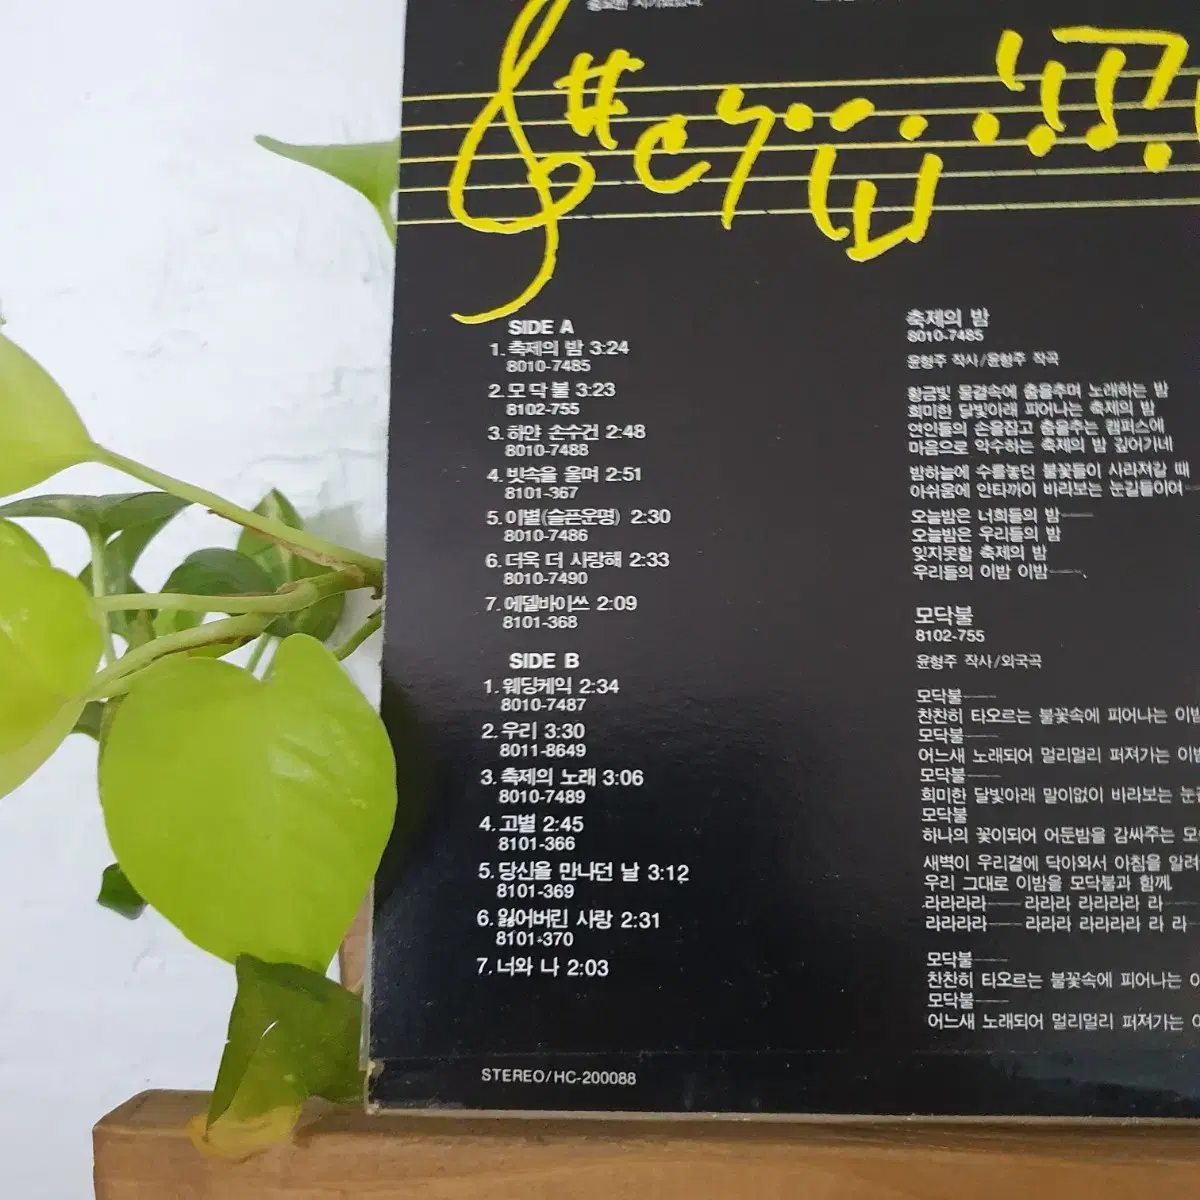 SIDE A
1. 축제의 밤 3:24
8010-7485
2. 모닥불 3:23
8102-755
3. 하얀 손수건 2:48
8010-7488
4. 빗속을 울며 2:51
8101-367
5. 이별(슬픈운명) 2:30
8010-7486
6. 더욱 더 사랑해 2:33
8010-7490
7. 에델바이쓰 2:09
8101-368
SIDE B
1. 웨딩케익 2:34
8010-7487
2. 우리 3:30
8011-8649
3. 축제의 노래 3:06
8010-7489
4. 고별 2:45
8101-366
5. 당신을 만나던 날 3:12
8101-369
6. 잃어버린 사랑 2:31
8101-370
7. 너와 나 2:03
STEREO/HC-200088
축제의 밤
8010-7485
윤형주 작사/윤형주 작곡
황금빛 물결속에 춤을추며 노래하는 밤
희미한 달빛아래 피어나는 축제의 밤
연인들의 손을잡고 춤을추는 캠퍼스에
마음으로 악수하는 축제의 밤 깊어가네
밤하늘에 수를놓던 불꽃들이 사라져갈 때
아쉬움에 안타까이 바라보는 눈길들이여
오늘밤은 너희들의 밤——
오늘밤은 우리들의 밤
잊지못할 축제의 밤
우리들의 이밤 이밤——.
모닥불
8102-755
윤형주 작사/외국곡
모닥불——
찬찬히 타오르는 불꽃속에 피어나는 이밤
모닥불——
어느새 노래되어 멀리멀리 퍼져가는 이밤
모닥불——
희미한 달빛아래 말이없이 바라보는
모닥불
하나의 꽃이되어 어둔밤을 감싸주는
새벽이 우리곁에 닥아와서 아침을
우리 그대로 이밤을 모닥불과 함께.
라라라라—— 라라라 라라라라 라
라라라라—— 라라라 라라라라 라 라
모닥불——
찬찬히 타오르는 불꽃속에 피어나는
모닥불——
어느새 노래되어 멀리멀리 퍼져가는